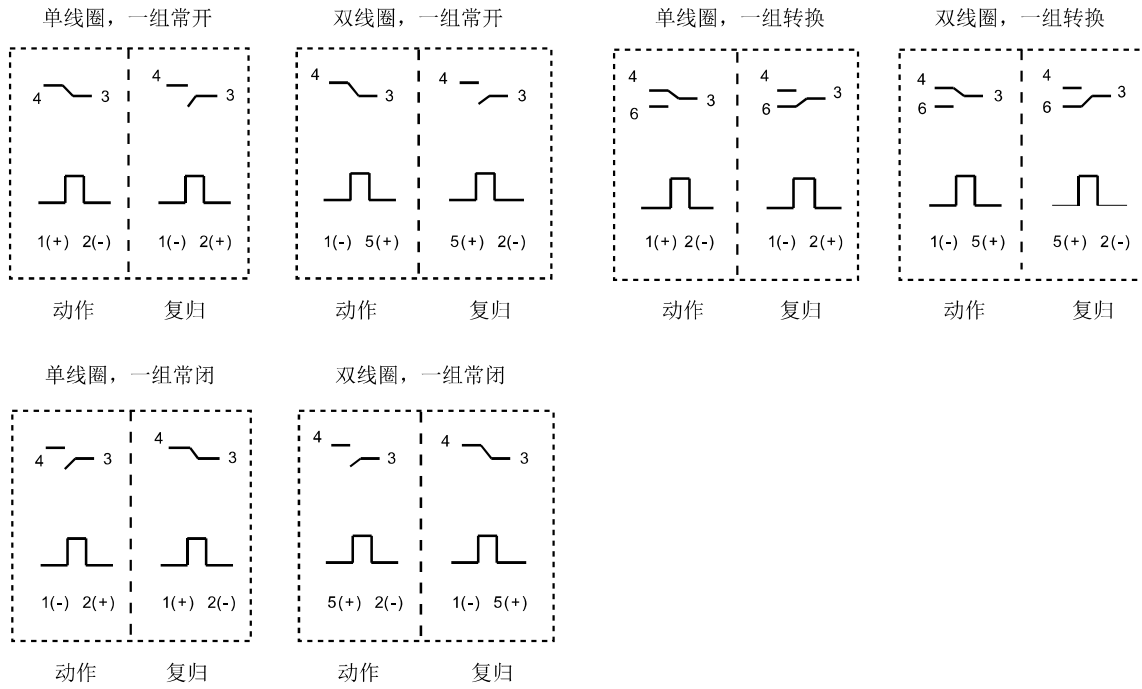 单线圈，一组常开
双线圈，一组常开
单线圈，一组转换
双线圈，一组转换
4 3
4 3
4 3
4 3
4 6 3
4 6 3
4 6 3
4 6 3
1(+) 2(-)
1(-) 2(+)
1(-) 5(+)
5(+) 2(-)
1(+) 2(-)
1(-) 2(+)
1(-) 5(+)
5(+) 2(-)
动作
复归
动作
复归
动作
复归
动作
复归
单线圈，一组常闭
双线圈，一组常闭
4 3
4 3
4 3
4 3
1(-) 2(+)
1(+) 2(-)
5(+) 2(-)
1(-) 5(+)
动作
复归
动作
复归